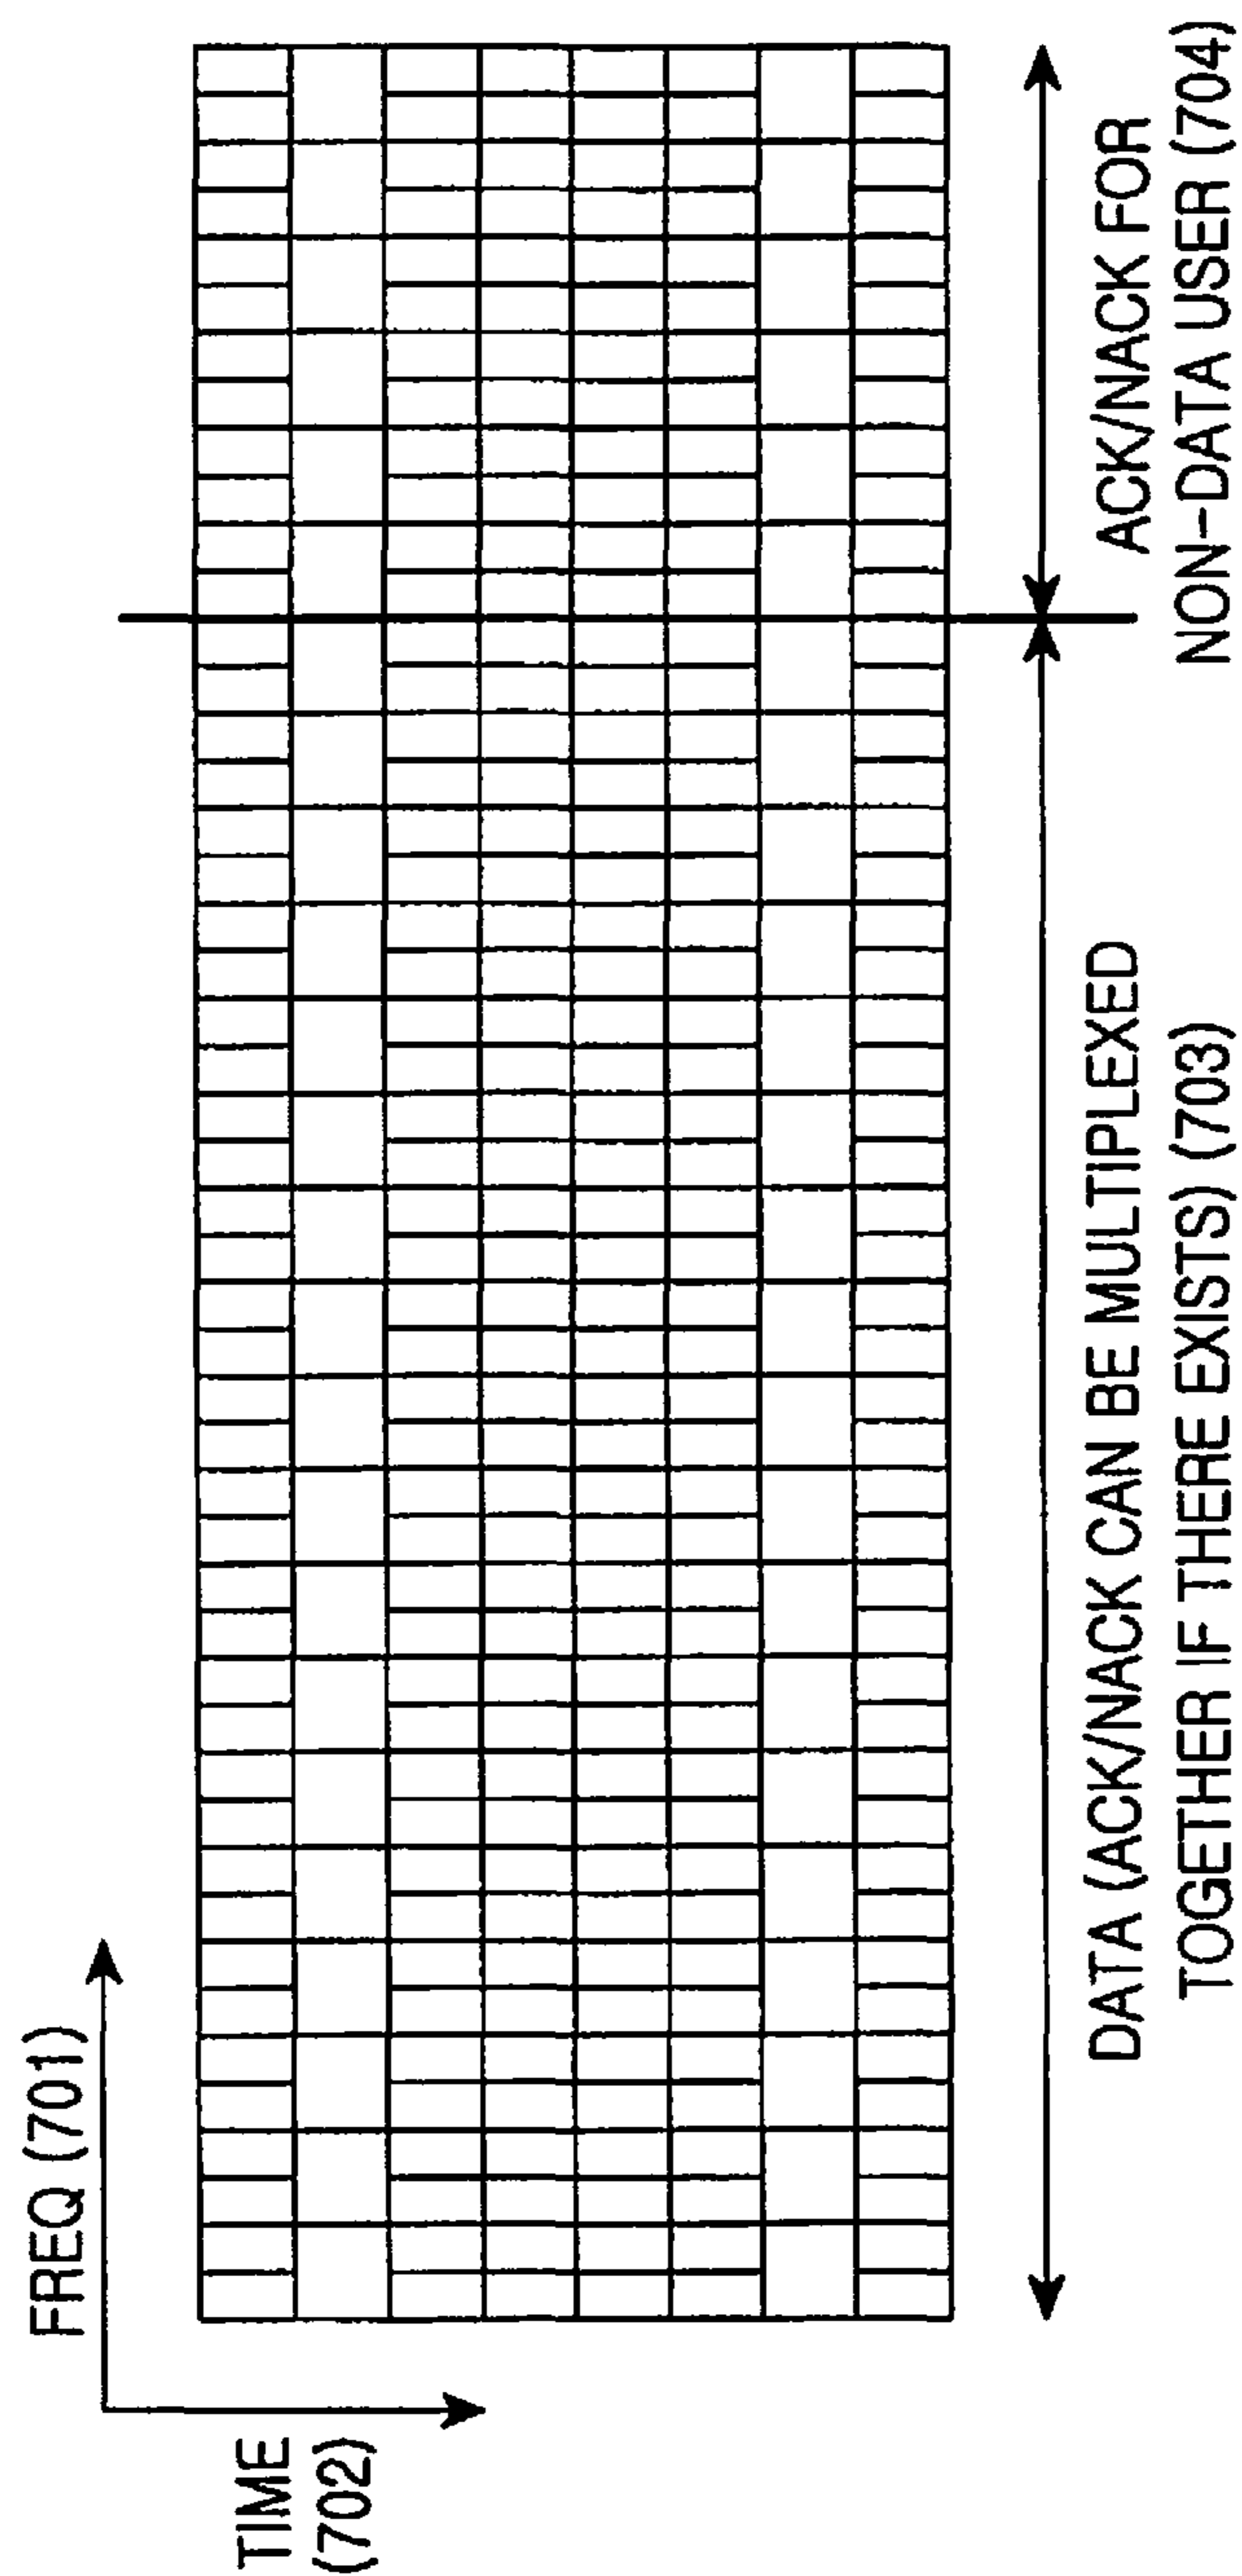 FREQ (701)
TIME
(702)
DATA (ACK/NACK CAN BE MULTIPLEXED
TOGETHER IF THERE EXISTS) (703)
ACK/NACK FOR
NON-DATA USER (704)